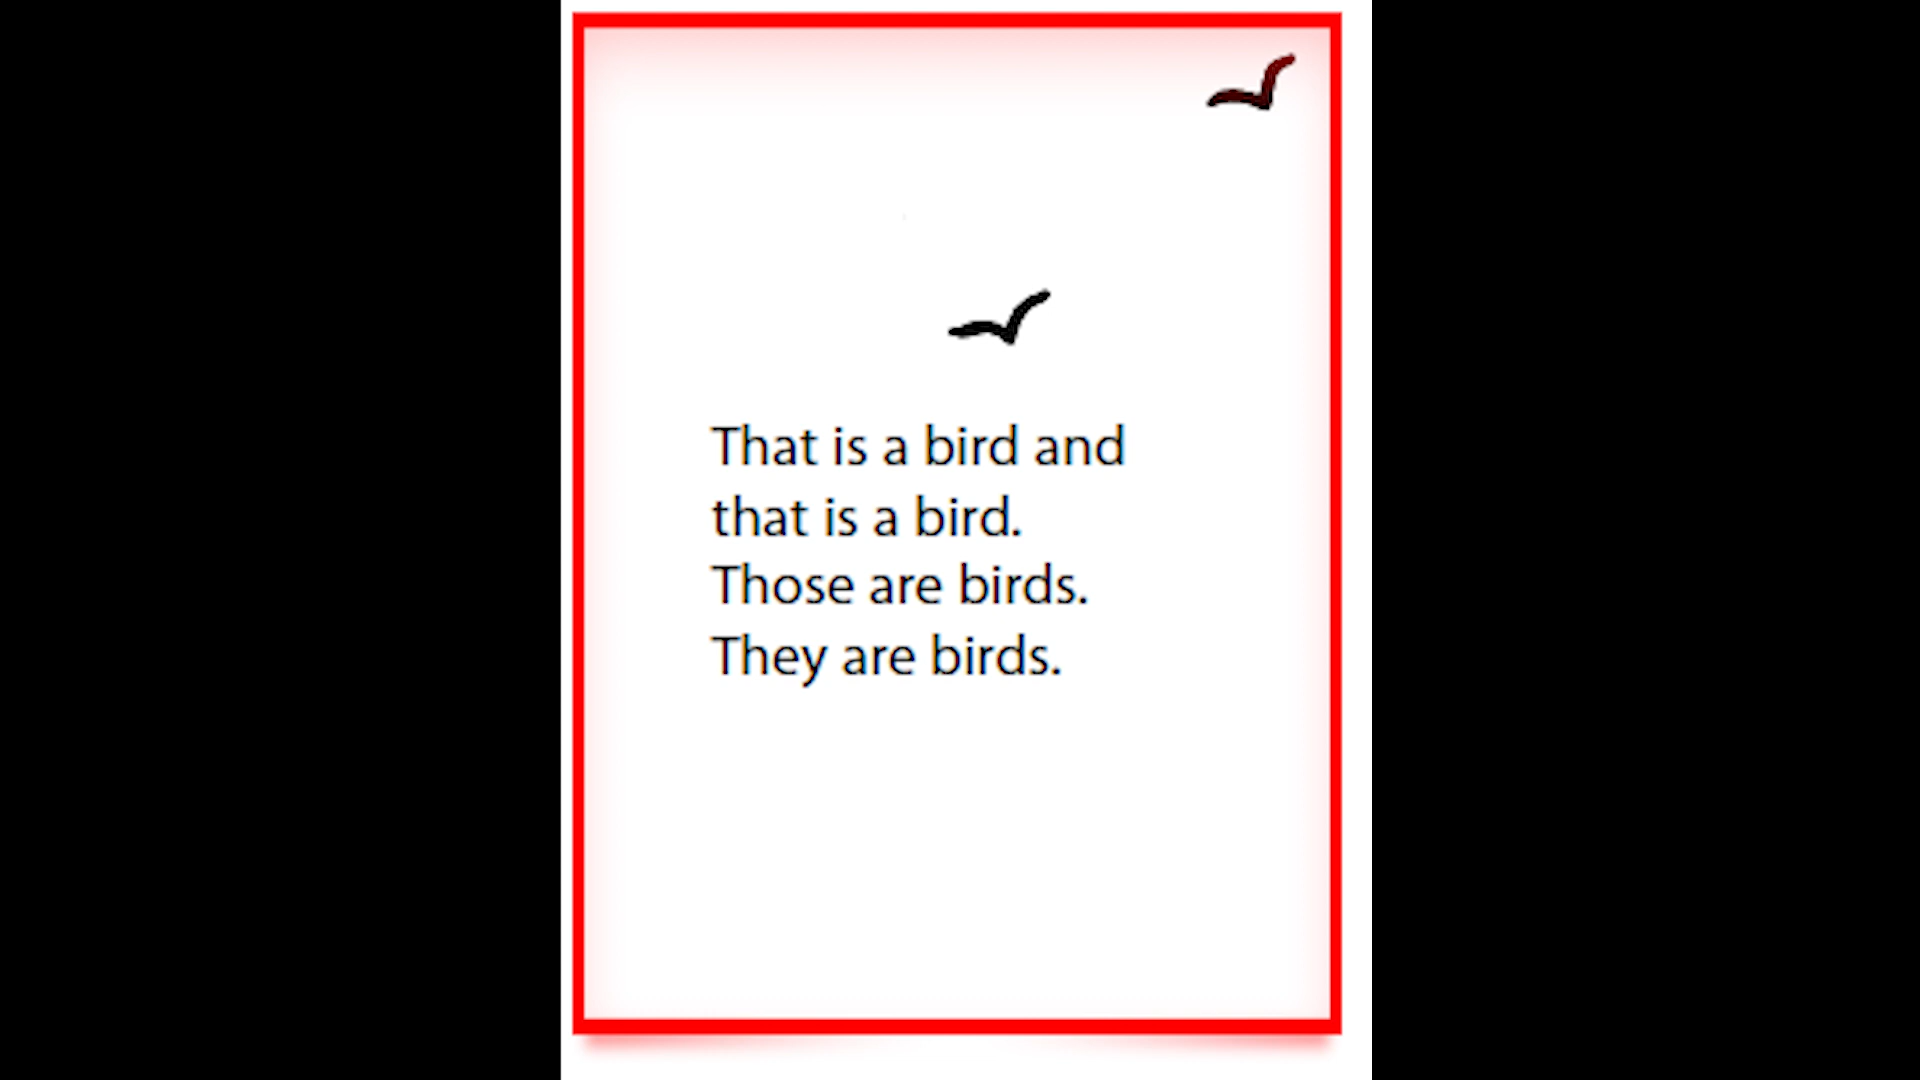 That is a bird and
that is a bird.
Those are birds.
They are birds.